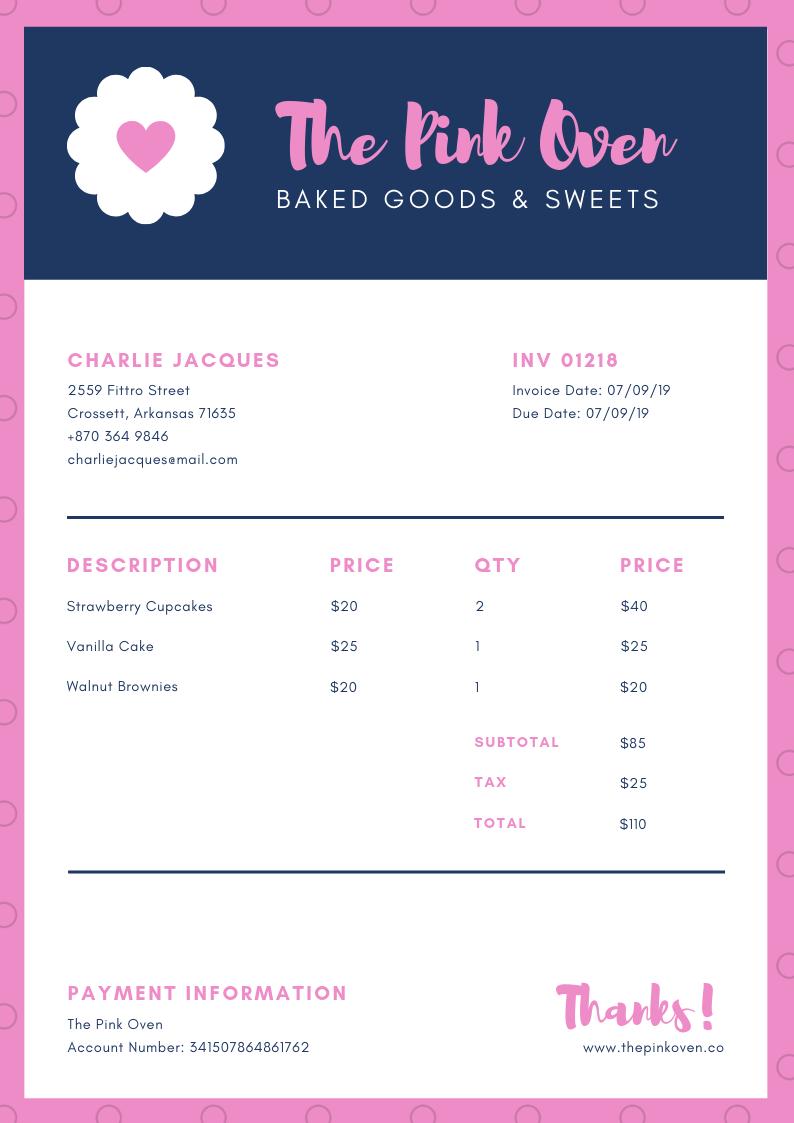 The Pink Oven
BAKED GOODS & SWEETS
CHARLIE JACQUES
2559 Fittro Street
Crossett, Arkansas 71635
+870 364 9846
charliejacques@mail.com
INV 01218
Invoice Date: 07/09/19
Due Date: 07/09/19
DESCRIPTION PRICE QTY PRICE
Strawberry Cupcakes $20 2 $40
Vanilla Cake $25 1 $25
Walnut Brownies $20 1 $20
SUBTOTAL $85
TAX $25
TOTAL $110
PAYMENT INFORMATION
The Pink Oven
Account Number: 341507864861762
Thanks!
www.thepinkoven.co